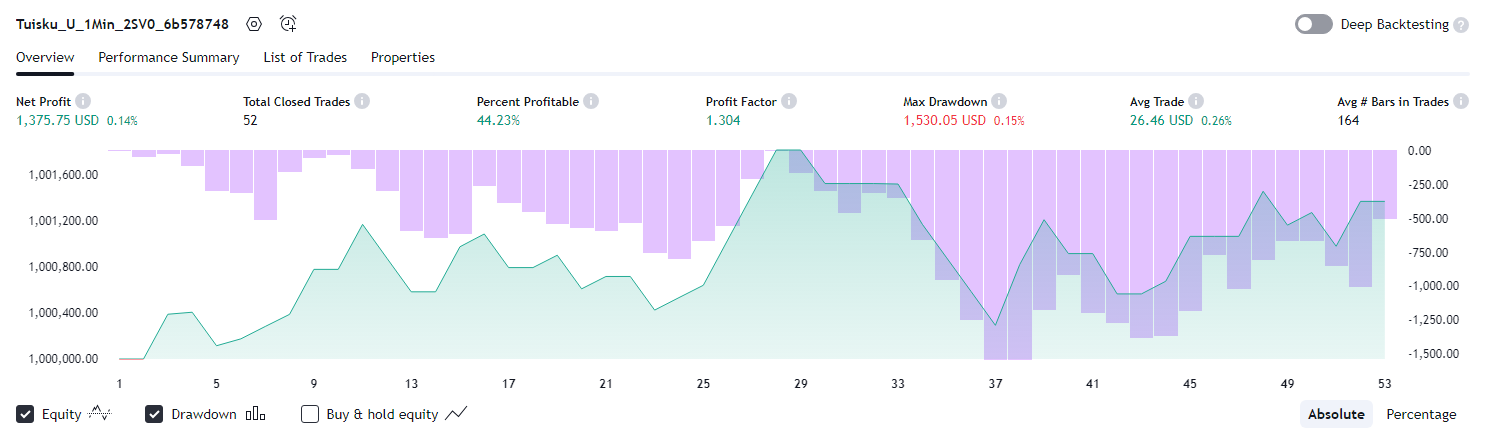 Tuisku_U_1Min_2SV0_6b578748 Deep Backtesting
Overview Performance Summary List of Trades Properties
Net Profit Total Closed Trades Percent Profitable Profit Factor Max Drawdown Avg Trade Avg # Bars in Trades
1,375.75 USD 0.14% 52 44.23% 1.304 1,530.05 USD 0.15% 26.46 USD 0.26% 164
0.00
1,001,600.00 -250.00
1,001,200.00 -500.00
-750.00
1,000,800.00 -1,000.00
1,000,400.00 -1,250.00
1,000,000.00 -1,500.00
1 5 9 13 17 21 25 29 33 37 41 45 49 53
Equity Drawdown Buy & hold equity Absolute Percentage